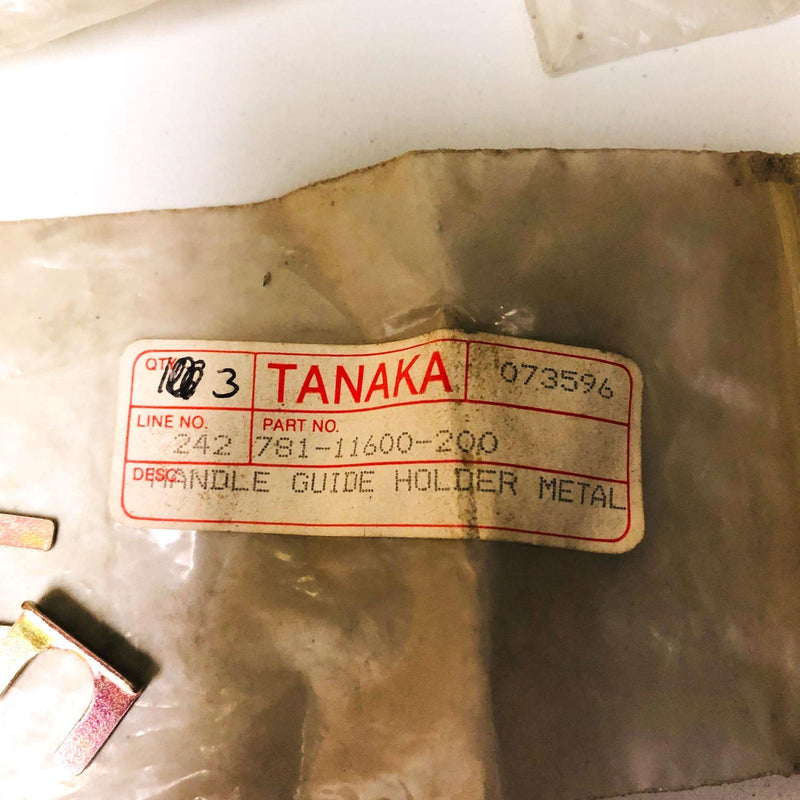 QTY 3 TANAKA 073596
LINE NO. PART NO.
242 781-11600-200
DESC. HANDLE GUIDE HOLDER METAL